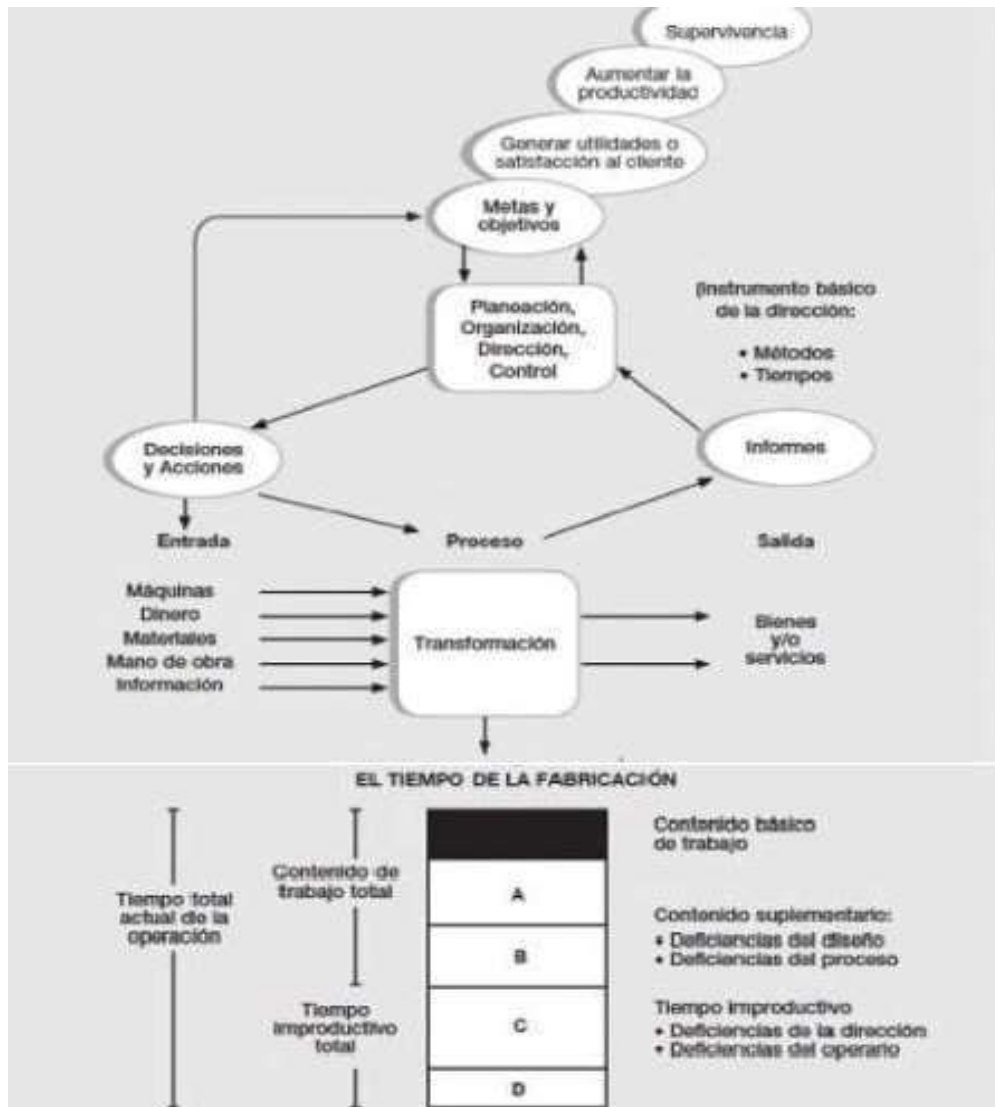 Supervivencia
Aumentar la
productividad
Generar utilidades o
satisfacción al cliente
Metas y
objetivos
Planeación,
Organización,
Dirección,
Control
(Instrumento básico
de la dirección:
• Métodos
• Tiempos
Decisiones
y Acciones
Informes
Entrada
Proceso
Salida
Máquinas
Dinero
Materiales
Mano de obra
Información
Transformación
Bienes
y/o
servicios
EL TIEMPO DE LA FABRICACIÓN
Tiempo total
actual de la
operación
Contenido de
trabajo total
Tiempo
improductivo
total
A
B
C
D
Contenido básico
de trabajo
Contenido suplementario:
• Deficiencias del diseño
• Deficiencias del proceso
Tiempo improductivo
• Deficiencias de la dirección
• Deficiencias del operario